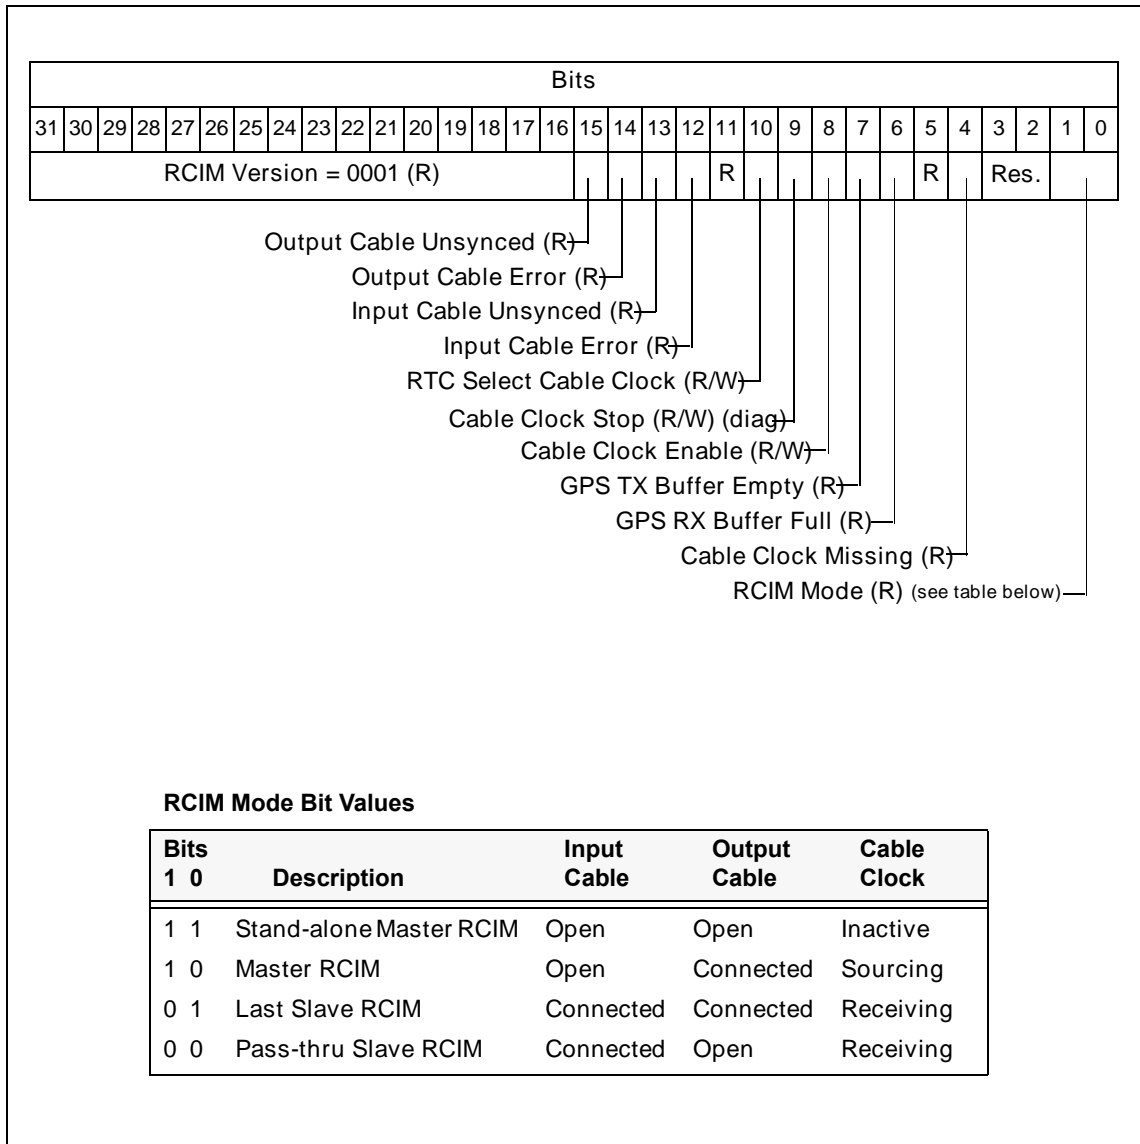 Bits
31 30 29 28 27 26 25 24 23 22 21 20 19 18 17 16 15 14 13 12 11 10 9 8 7 6 5 4 3 2 1 0
RCIM Version = 0001 (R) R R Res.
Output Cable Unsynced (R)
Output Cable Error (R)
Input Cable Unsynced (R)
Input Cable Error (R)
RTC Select Cable Clock (R/W)
Cable Clock Stop (R/W) (diag)
Cable Clock Enable (R/W)
GPS TX Buffer Empty (R)
GPS RX Buffer Full (R)
Cable Clock Missing (R)
RCIM Mode (R) (see table below)
RCIM Mode Bit Values
Bits Input Output Cable
1 0 Description Cable Cable Clock
1 1 Stand-alone Master RCIM Open Open Inactive
1 0 Master RCIM Open Connected Sourcing
0 1 Last Slave RCIM Connected Connected Receiving
0 0 Pass-thru Slave RCIM Connected Open Receiving